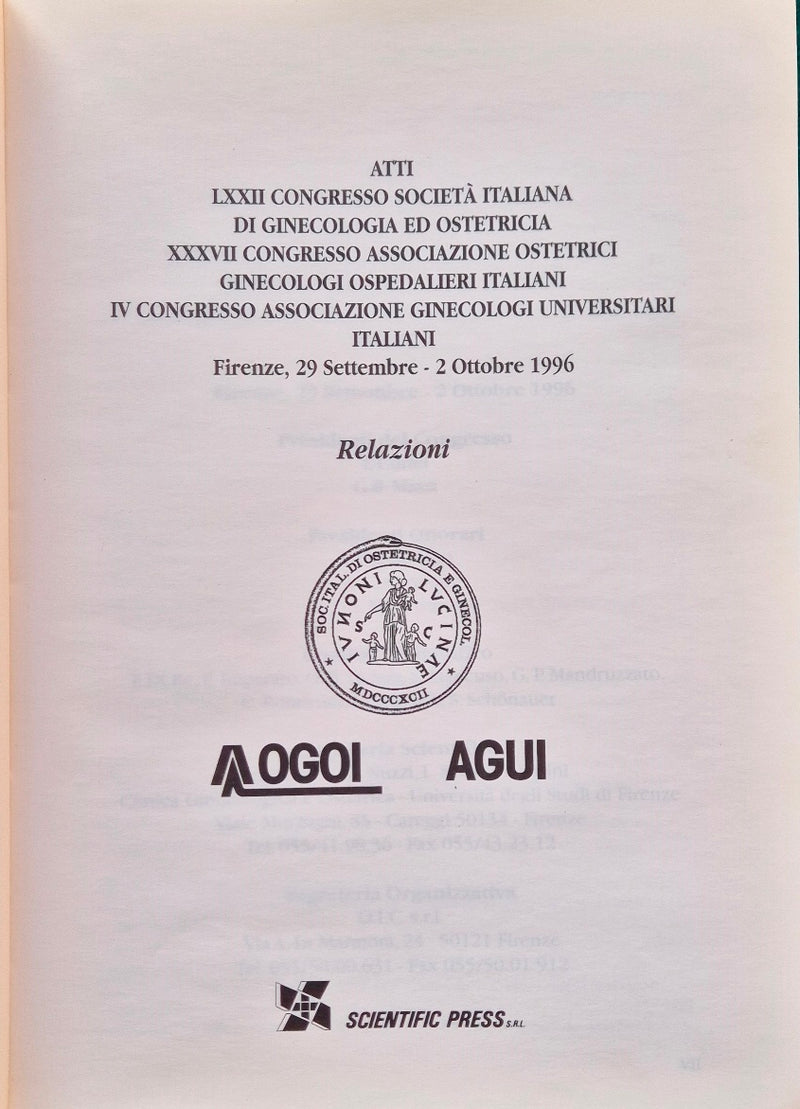 ATTI
LXXII CONGRESSO SOCIETÀ ITALIANA
DI GINECOLOGIA ED OSTETRICIA
XXXVII CONGRESSO ASSOCIAZIONE OSTETRICI
GINECOLOGI OSPEDALIERI ITALIANI
IV CONGRESSO ASSOCIAZIONE GINECOLOGI UNIVERSITARI
ITALIANI
Firenze, 29 Settembre - 2 Ottobre 1996
Relazioni
SOC. ITAL. DI OSTETRICIA E GINECOL.
IVNONI LVCINAE
S C
MDCCCXCII
AOGOI AGUI
SCIENTIFIC PRESS S.R.L.